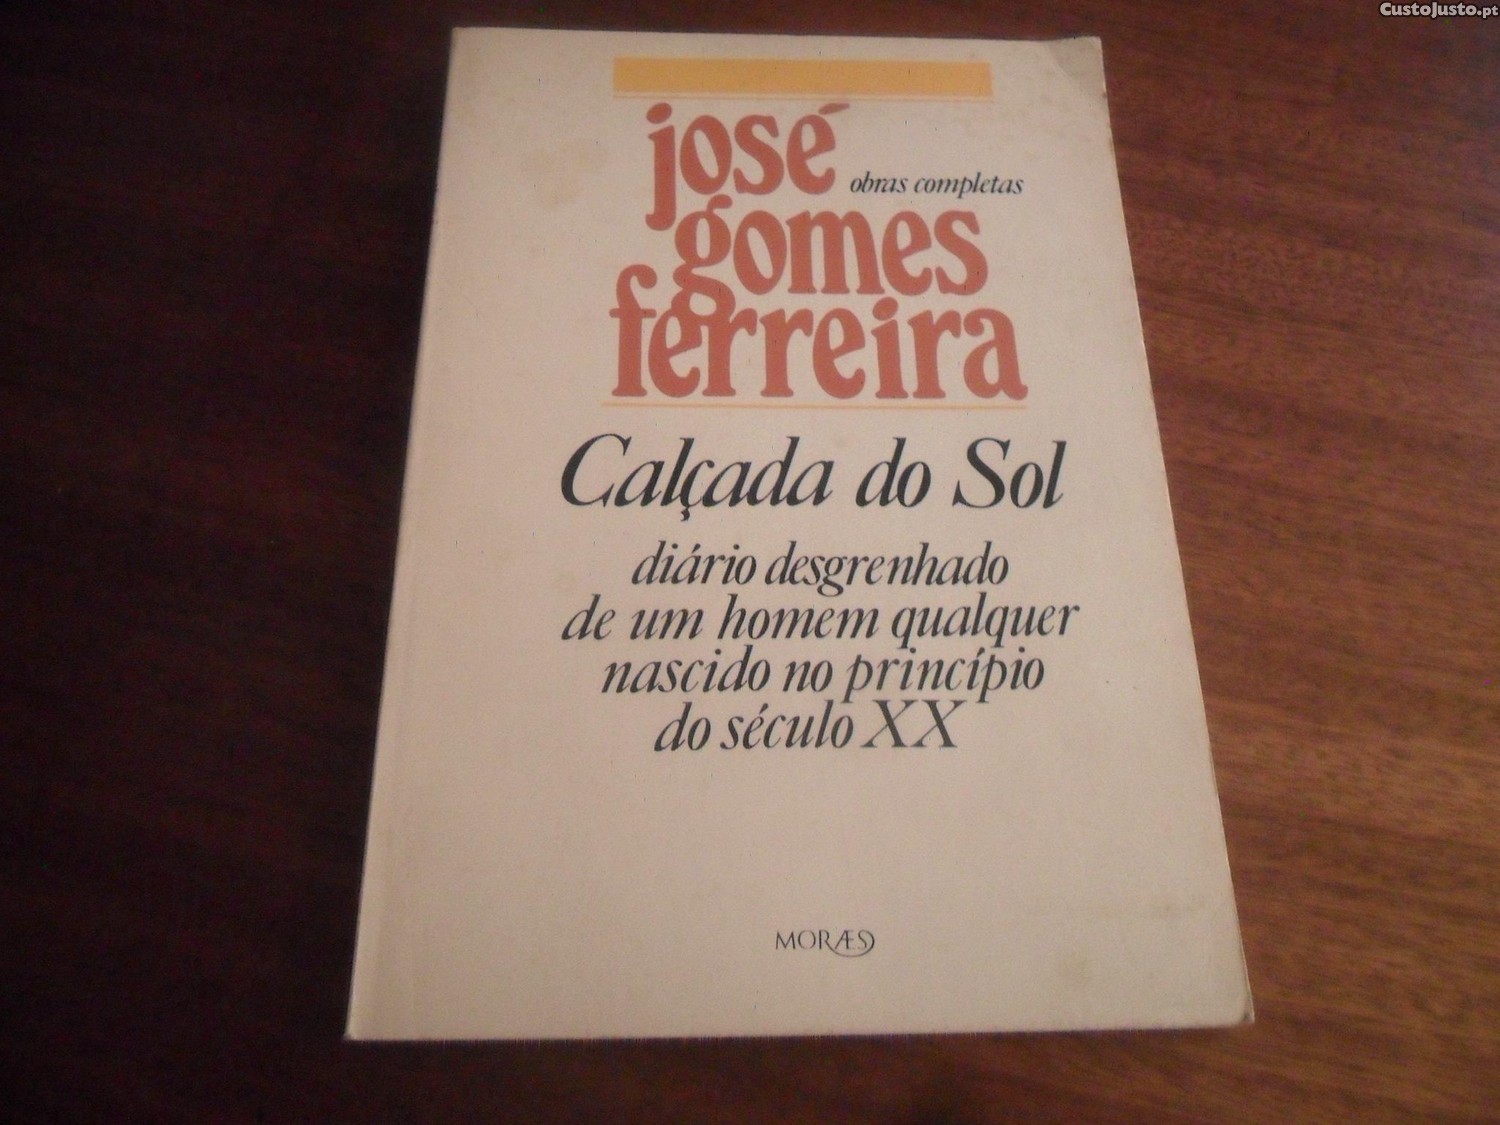 CustoJusto.pt
josé
obras completas
gomes
ferreira
Calçada do Sol
diário desgrenhado
de um homem qualquer
nascido no princípio
do século XX
MORÆS